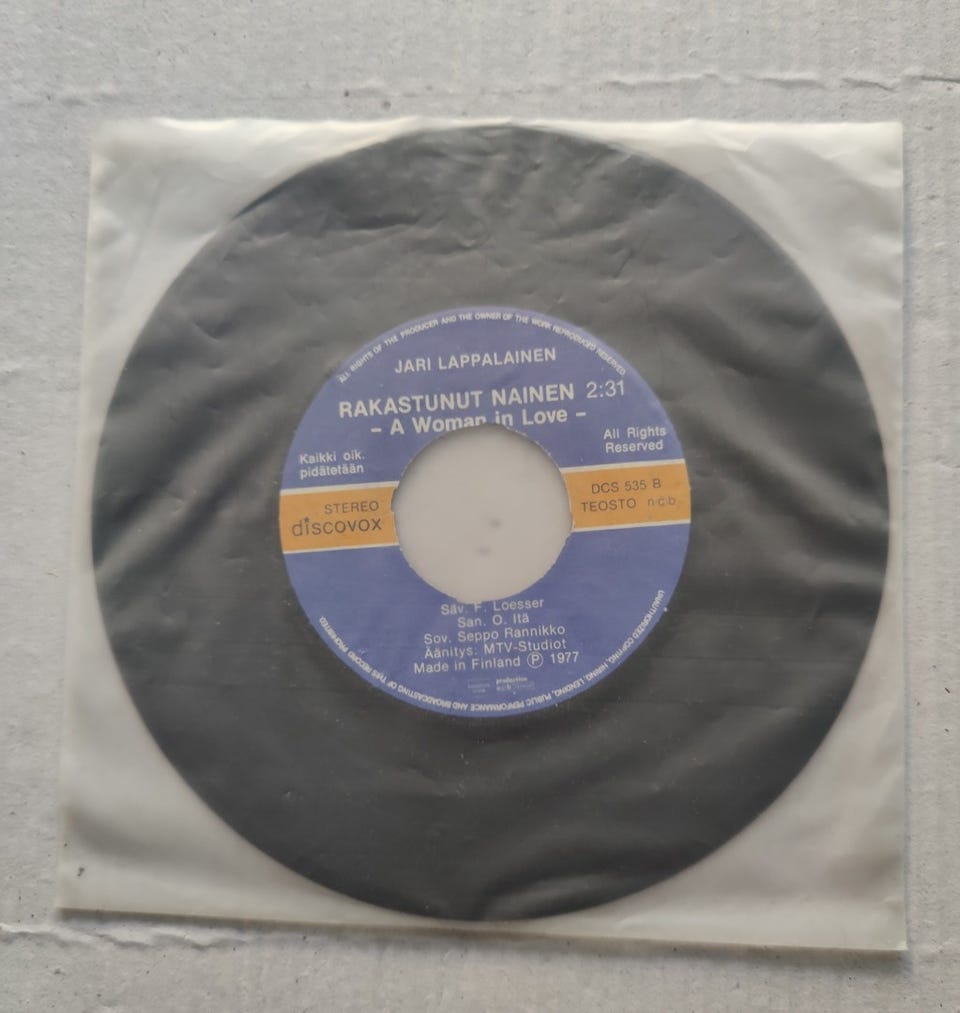 ALL RIGHTS OF THE PRODUCER AND THE OWNER OF THE WORK REPRODUCED RESERVED.
JARI LAPPALAINEN
RAKASTUNUT NAINEN 2:31
– A Woman in Love –
Kaikki oik.
pidätetään
All Rights
Reserved
STEREO
discovox
DCS 535 B
TEOSTO n©b
Säv. F. Loesser
San. O. Itä
Sov. Seppo Rannikko
Äänitys: MTV-Studiot
Made in Finland Ⓟ 1977
production
UNAUTHORIZED COPYING, HIRING, LENDING, PUBLIC PERFORMANCE AND BROADCASTING OF THIS RECORD PROHIBITED.